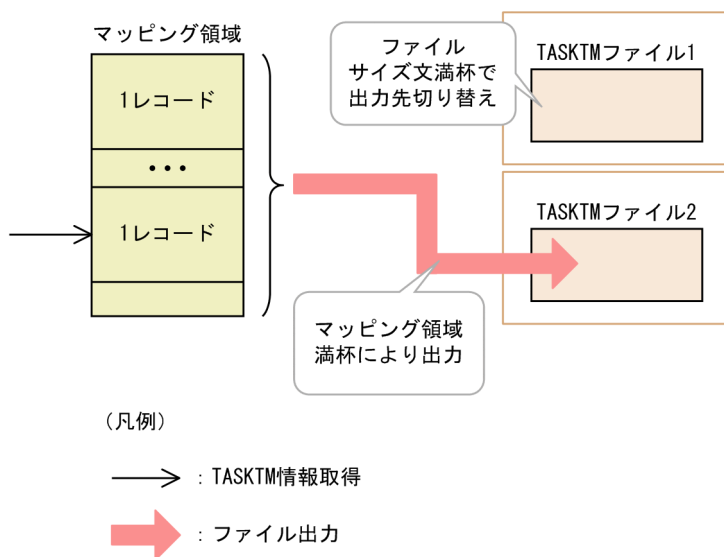 マッピング領域
1レコード
・・・
1レコード
ファイル
サイズ文満杯で
出力先切り替え
TASKTMファイル1
TASKTMファイル2
マッピング領域
満杯により出力
(凡例)
: TASKTM情報取得
: ファイル出力